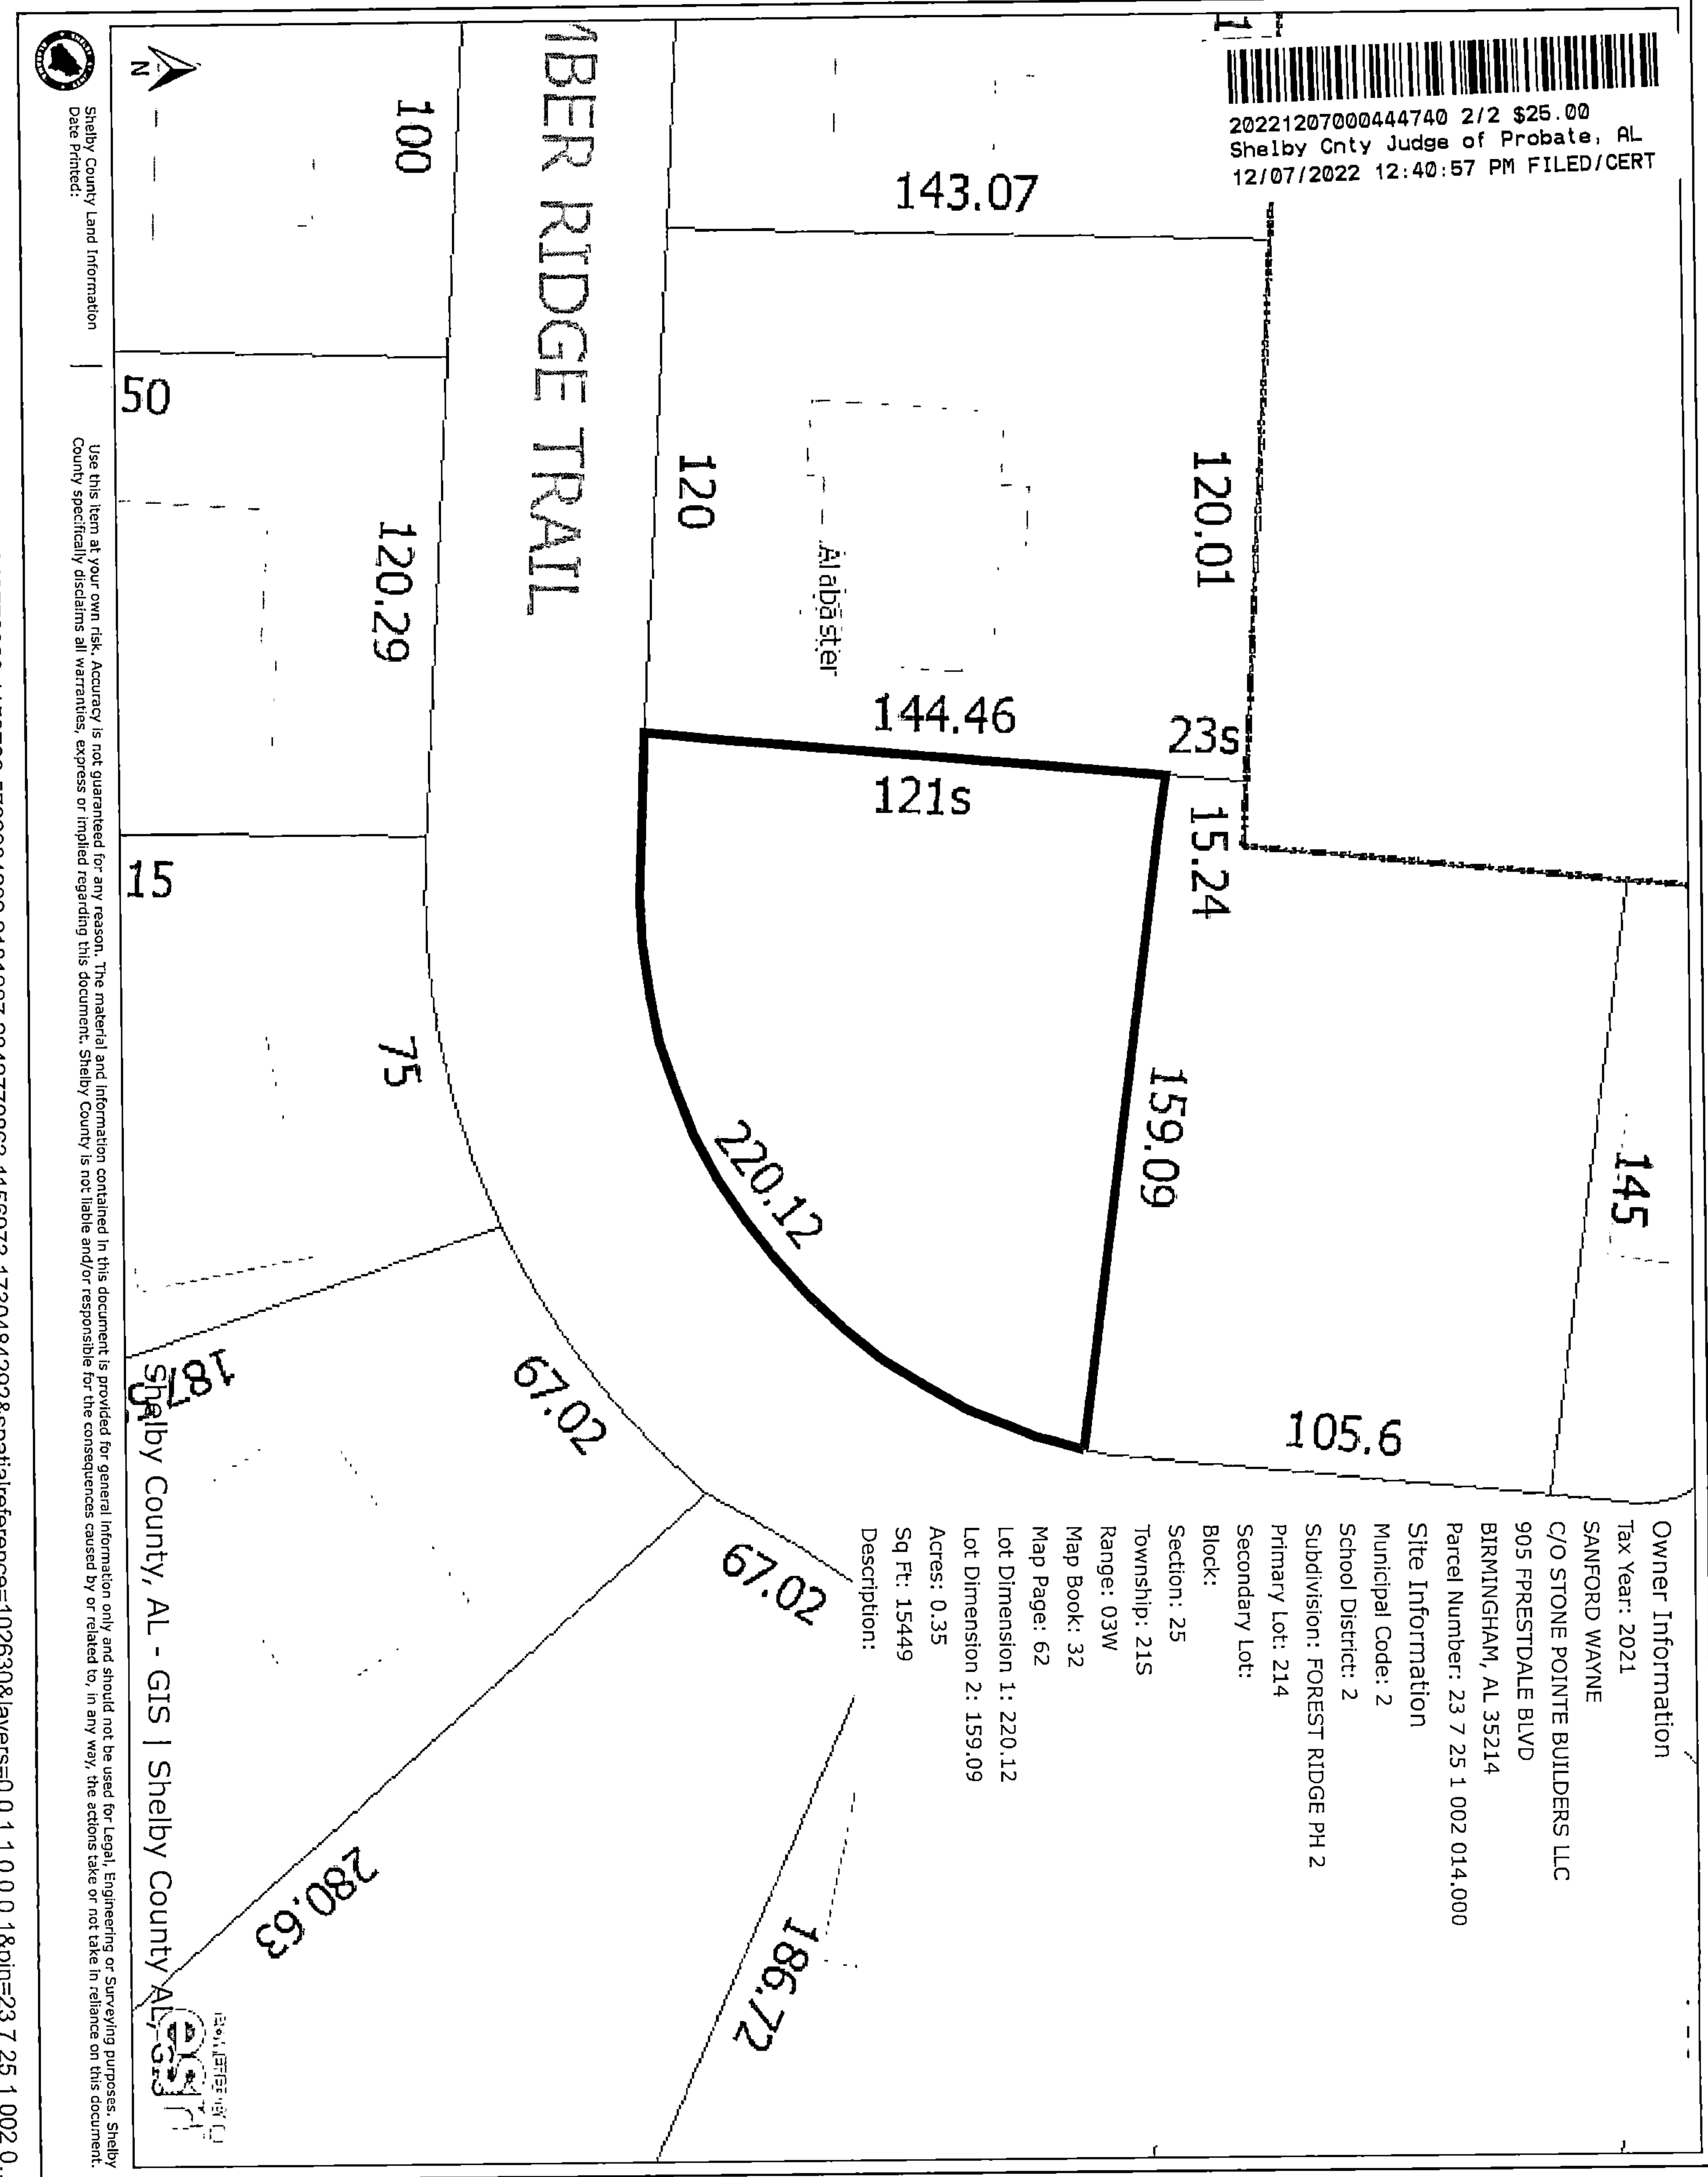 20221207000444740 2/2 $25.00
Shelby Cnty Judge of Probate, AL
12/07/2022 12:40:57 PM FILED/CERT
Owner Information
Tax Year: 2021
SANFORD WAYNE
C/O STONE POINTE BUILDERS LLC
905 FPRESTDALE BLVD
BIRMINGHAM, AL 35214
Parcel Number: 23 7 25 1 002 014.000
Site Information
Municipal Code: 2
School District: 2
Subdivision: FOREST RIDGE PH 2
Primary Lot: 214
Secondary Lot:
Block:
Section: 25
Township: 21S
Range: 03W
Map Book: 32
Map Page: 62
Lot Dimension 1: 220.12
Lot Dimension 2: 159.09
Acres: 0.35
Sq Ft: 15449
Description:
145
105.6
120.01
15.24
159.09
23s
143.07
144.46
121s
Alabaster
120
220.12
MBER RIDGE TRAIL
67.02
67.02
186.72
100
120.29
75
280.63
50
15
Shelby County, AL - GIS | Shelby County AL, GIS
esri
N
Shelby County Land Information
Date Printed:
Use this item at your own risk. Accuracy is not guaranteed for any reason. The material and information contained in this document is provided for general information only and should not be used for Legal, Engineering or Surveying purposes. Shelby
County specifically disclaims all warranties, express or implied regarding this document. Shelby County is not liable and/or responsible for the consequences caused by or related to, in any way, the actions take or not take in reliance on this document.